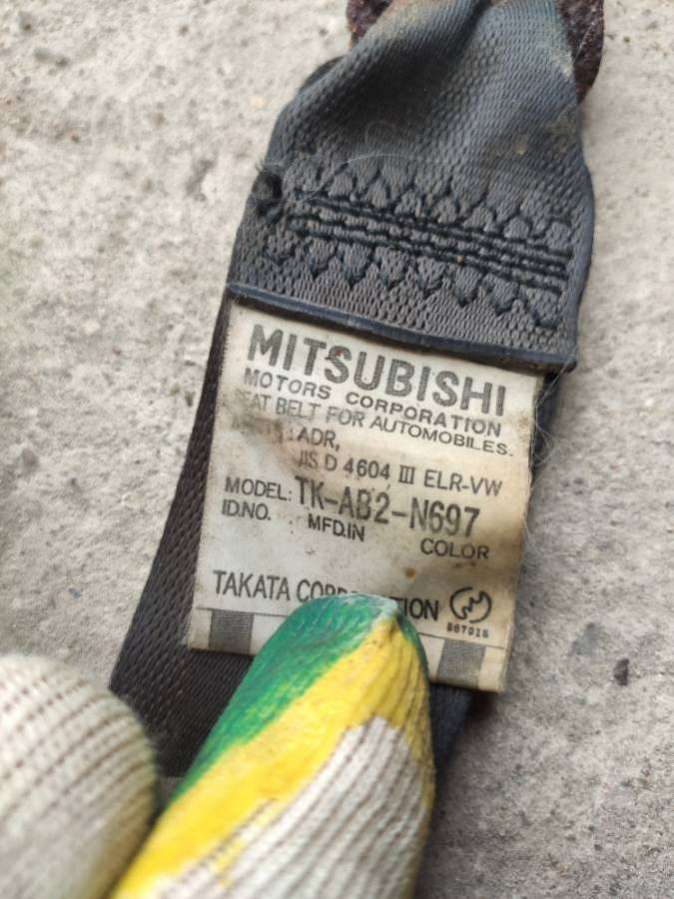 MITSUBISHI
MOTORS CORPORATION
SEAT BELT FOR AUTOMOBILES.
ADR,
JIS D 4604 III ELR-VW
MODEL: TK-AB2-N697
ID.NO. MFD.IN COLOR
TAKATA